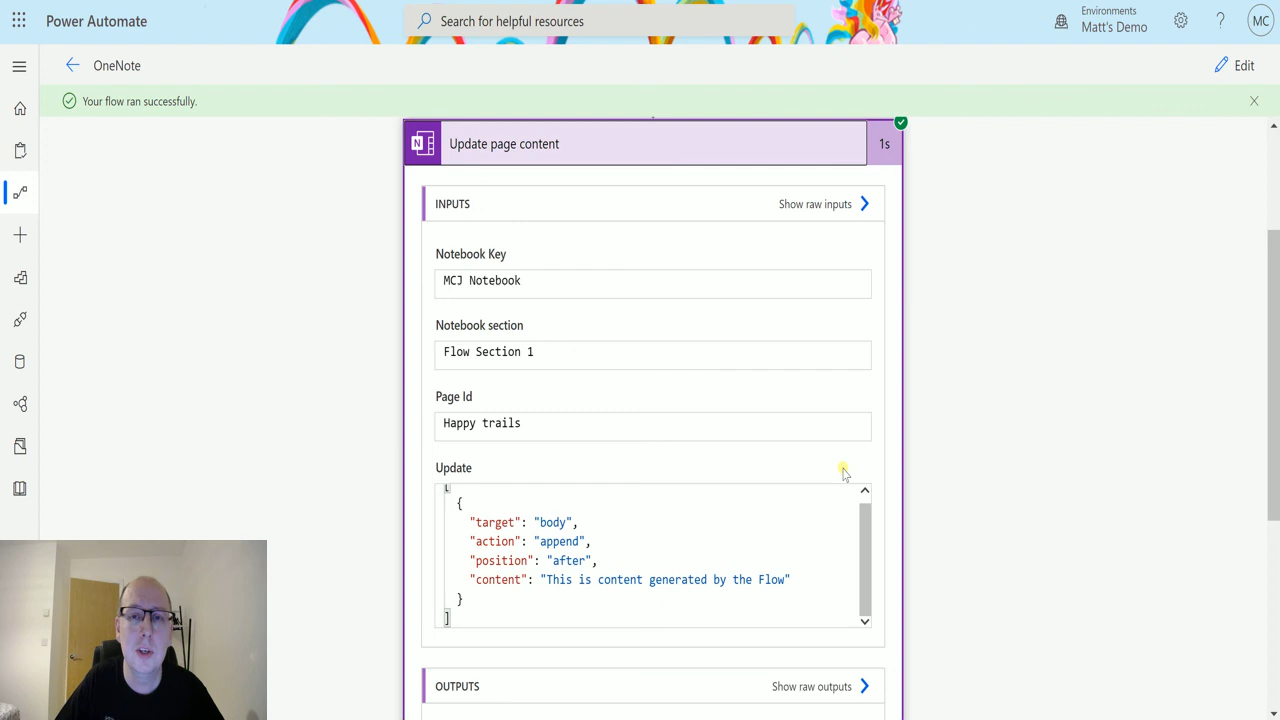 Power Automate
Search for helpful resources
Environments
Matt's Demo
MC
OneNote
Edit
Your flow ran successfully.
Update page content
1s
INPUTS
Show raw inputs
Notebook Key
MCJ Notebook
Notebook section
Flow Section 1
Page Id
Happy trails
Update
[
{
"target": "body",
"action": "append",
"position": "after",
"content": "This is content generated by the Flow"
}
]
OUTPUTS
Show raw outputs